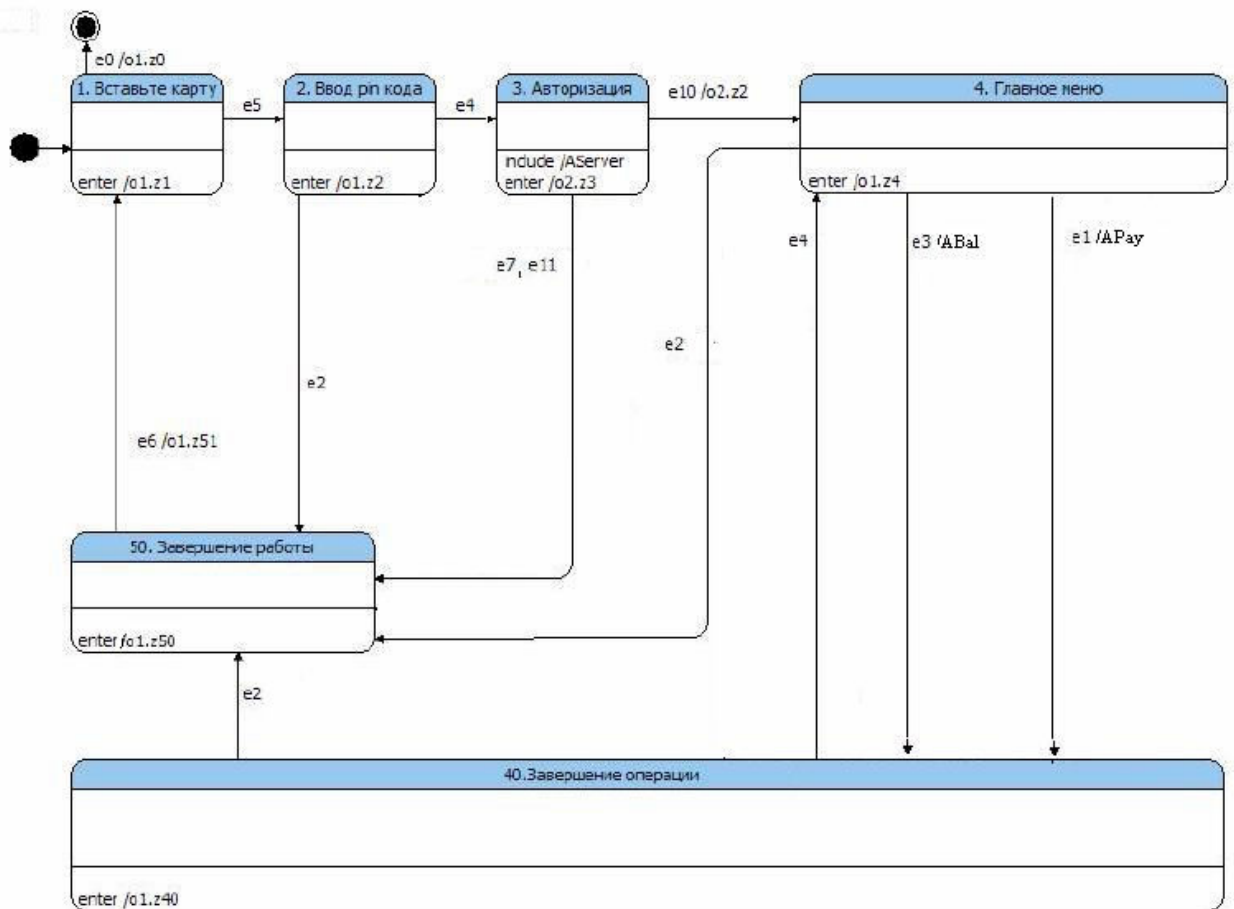 e0 /o1.z0
1. Вставьте карту
e5
2. Ввод pin кода
e4
3. Авторизация
e10 /o2.z2
4. Главное меню
enter /o1.z1
enter /o1.z2
include /AServer
enter /o2.z3
enter /o1.z4
e7, e11
e4
e3 /ABal
e1 /APay
e2
e2
e6 /o1.z51
50. Завершение работы
enter/o1.z50
e2
40.Завершение операции
enter /o1.z40